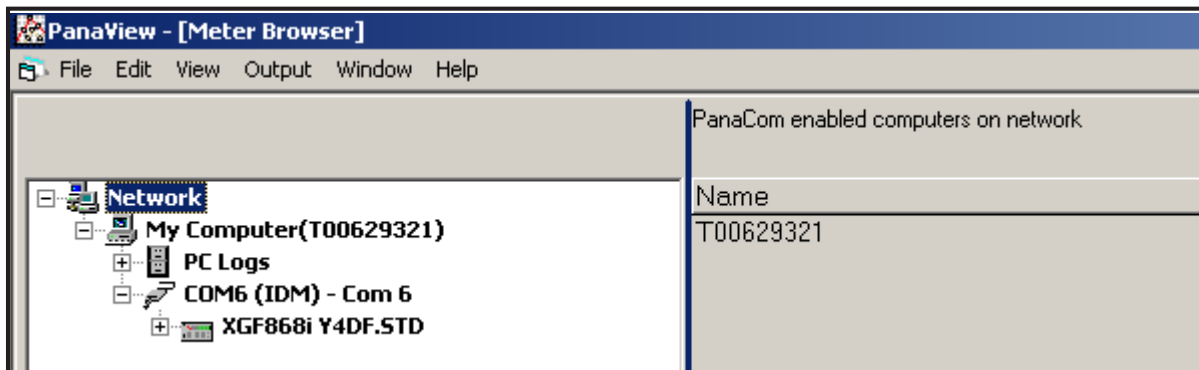 PanaView - [Meter Browser]
File Edit View Output Window Help
PanaCom enabled computers on network
Network
My Computer(T00629321)
PC Logs
COM6 (IDM) - Com 6
XGF868i Y4DF.STD
Name
T00629321